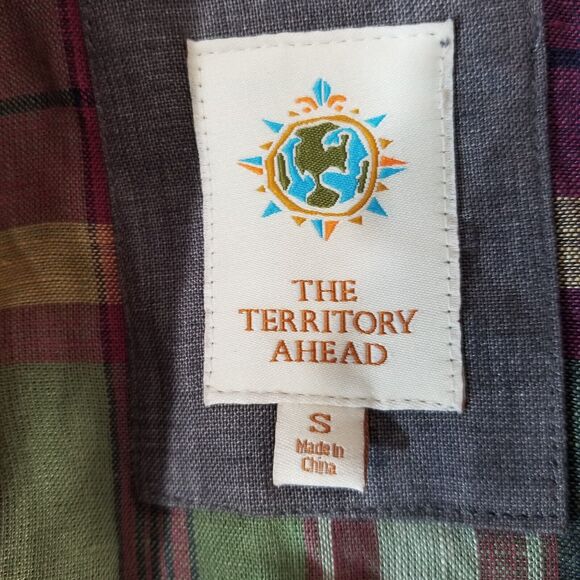 THE
TERRITORY
AHEAD
S
Made In
China